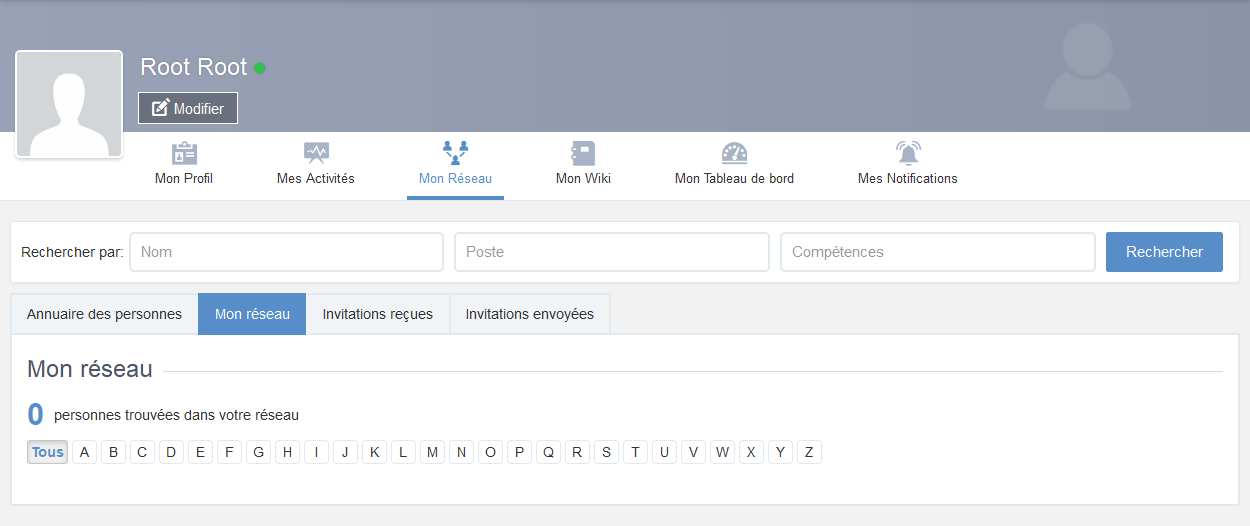 Root Root
Modifier
Mon Profil Mes Activités Mon Réseau Mon Wiki Mon Tableau de bord Mes Notifications
Rechercher par: Nom Poste Compétences Rechercher
Annuaire des personnes Mon réseau Invitations reçues Invitations envoyées
Mon réseau
0 personnes trouvées dans votre réseau
Tous A B C D E F G H I J K L M N O P Q R S T U V W X Y Z